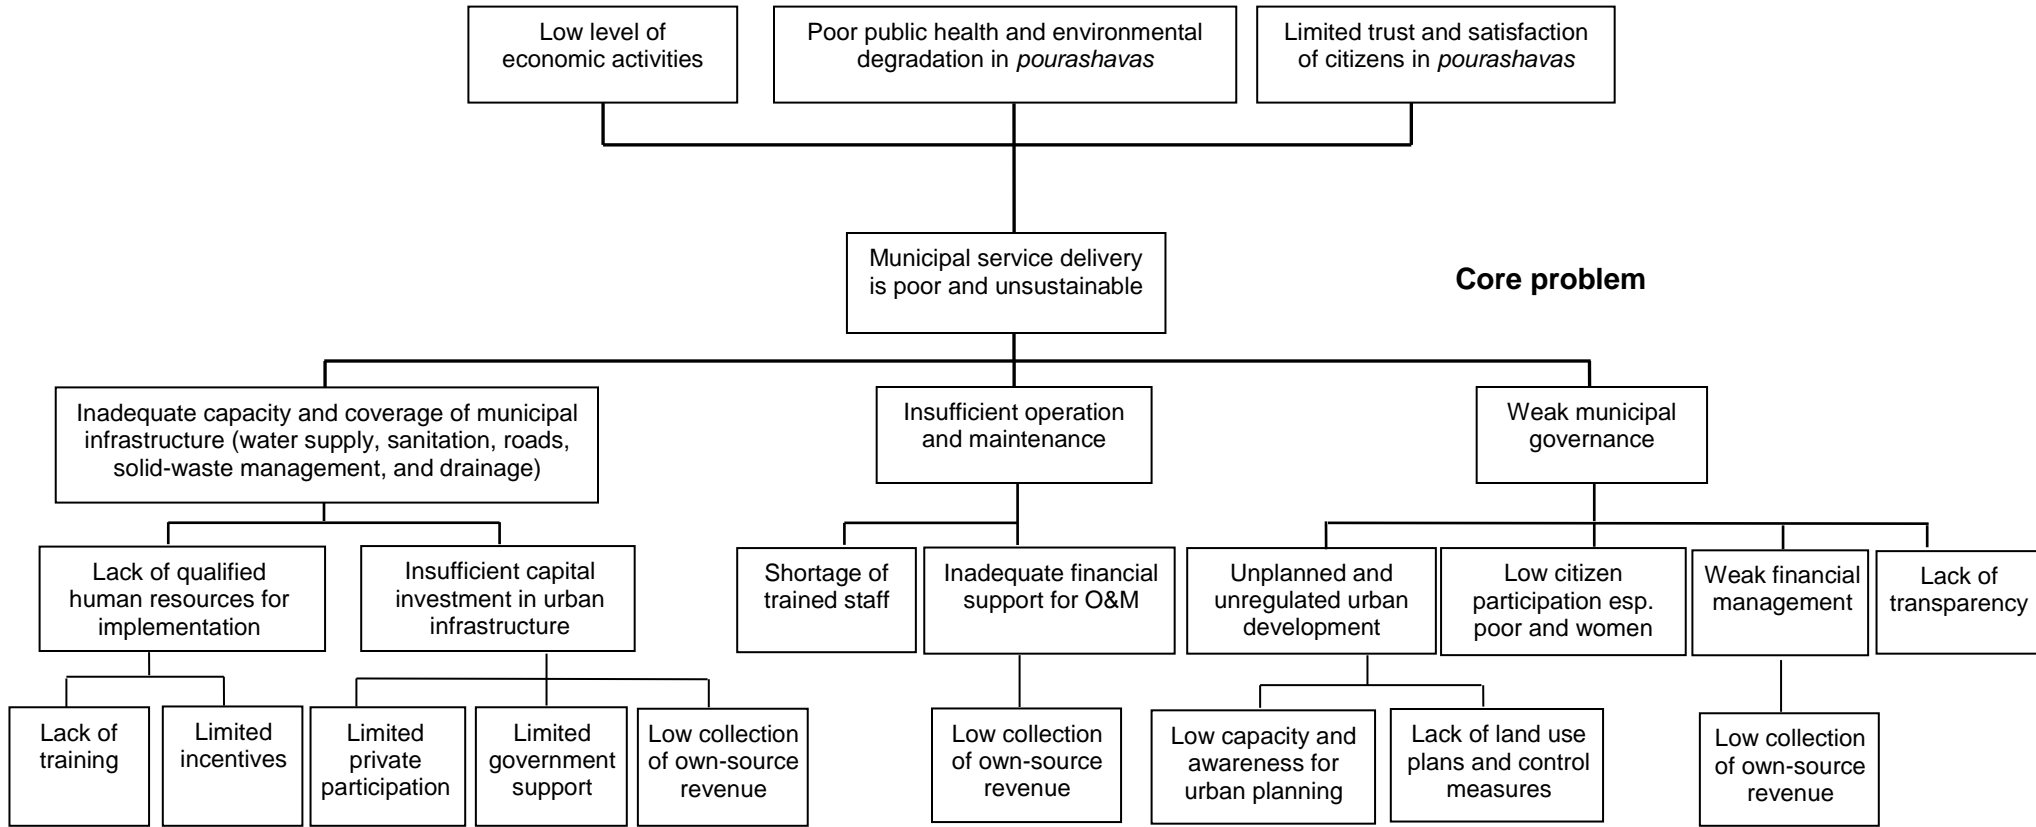 Low level of
economic activities
Poor public health and environmental
degradation in pourashavas
Limited trust and satisfaction
of citizens in pourashavas
Municipal service delivery
is poor and unsustainable
Core problem
Inadequate capacity and coverage of municipal
infrastructure (water supply, sanitation, roads,
solid-waste management, and drainage)
Insufficient operation
and maintenance
Weak municipal
governance
Lack of qualified
human resources for
implementation
Insufficient capital
investment in urban
infrastructure
Shortage of
trained staff
Inadequate financial
support for O&M
Unplanned and
unregulated urban
development
Low citizen
participation esp.
poor and women
Weak financial
management
Lack of
transparency
Lack of
training
Limited
incentives
Limited
private
participation
Limited
government
support
Low collection
of own-source
revenue
Low collection
of own-source
revenue
Low capacity and
awareness for
urban planning
Lack of land use
plans and control
measures
Low collection
of own-source
revenue